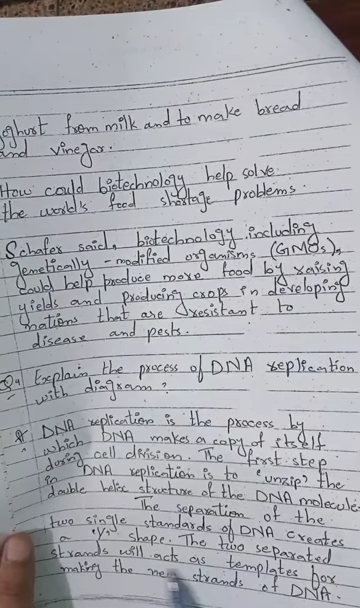 yoghurt from milk and to make bread
and vinegar.
How could biotechnology help solve
the world's food shortage problems.
Schafer said, biotechnology including
genetically-modified organisms (GMOs),
could help produce more food by raising
yields and producing crops in developing
nations that are resistant to
disease and pests.
Q4 Explain the process of DNA replication
with diagram?
DNA replication is the process by
which DNA makes a copy of itself
during cell division. The first step
in DNA replication is to 'unzip' the
double helix structure of the DNA molecule.
The separation of the
two single standards of DNA creates
a 'Y' shape. The two separated
strands will acts as templates for
making the new strands of DNA.